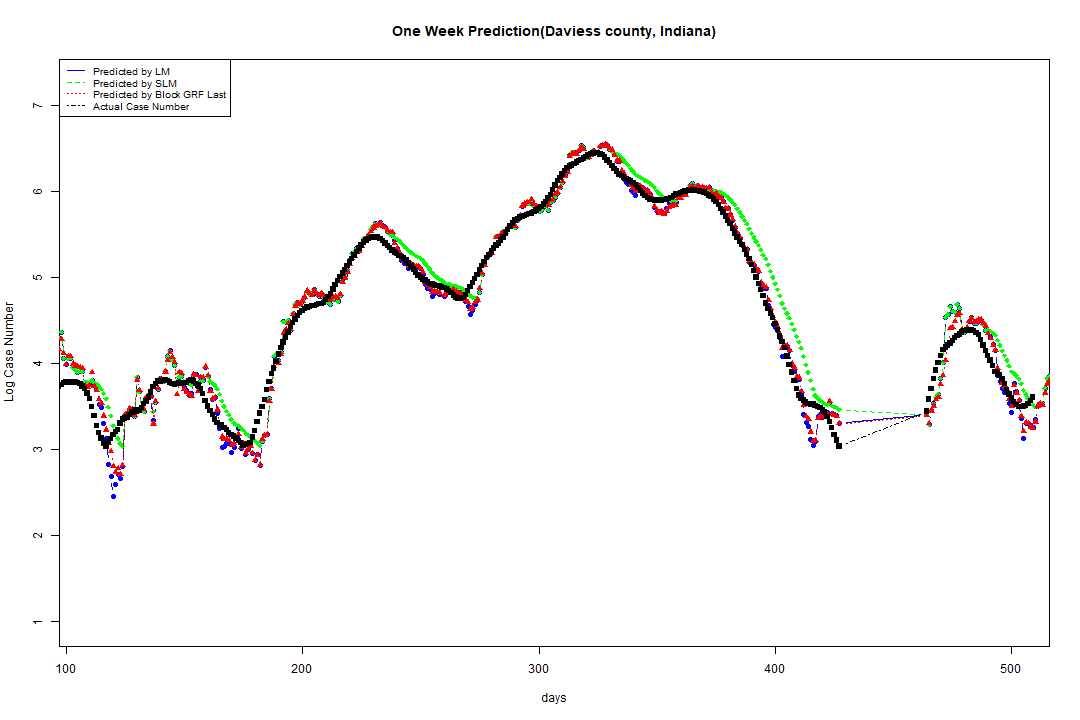 One Week Prediction(Daviess county, Indiana)
Predicted by LM
Predicted by SLM
Predicted by Block GRF Last
Actual Case Number
7
6
5
4
3
2
1
Log Case Number
100 200 300 400 500
days